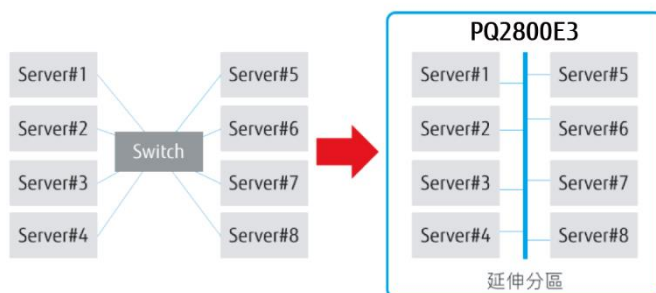 PQ2800E3
Server#1
Server#5
Server#2
Server#6
Switch
Server#3
Server#7
Server#4
Server#8
Server#1
Server#5
Server#2
Server#6
Server#3
Server#7
Server#4
Server#8
延伸分區